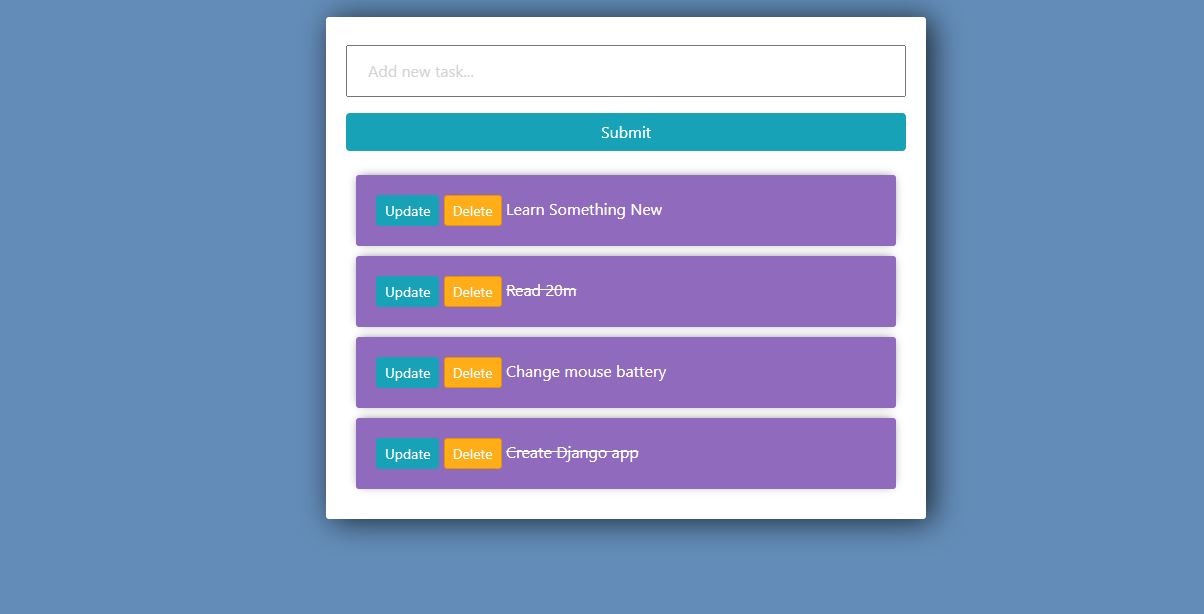 Add new task...
Submit
Update Delete Learn Something New
Update Delete Read 20m
Update Delete Change mouse battery
Update Delete Create Django app